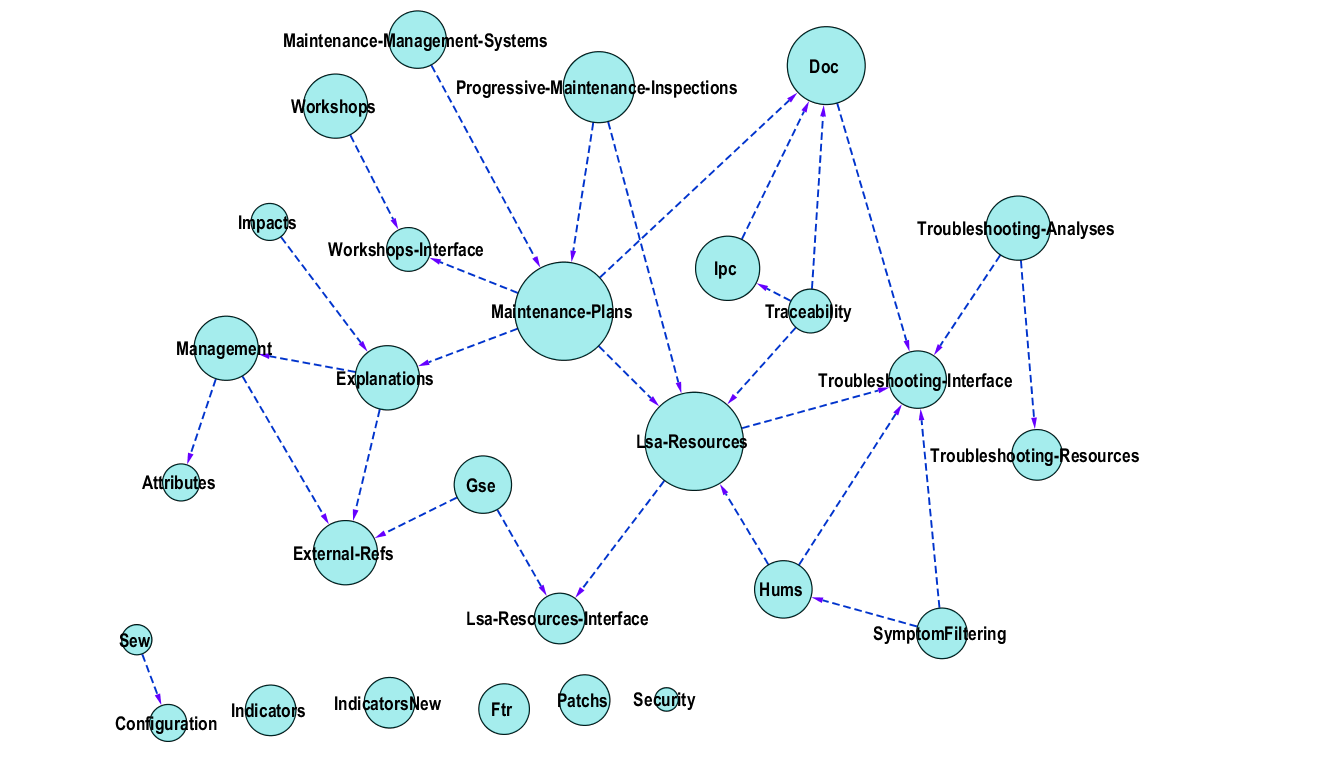 Maintenance-Management-Systems
Doc
Progressive-Maintenance-Inspections
Workshops
Impacts
Troubleshooting-Analyses
Workshops-Interface
Ipc
Maintenance-Plans
Traceability
Management
Explanations
Troubleshooting-Interface
Lsa-Resources
Troubleshooting-Resources
Attributes
Gse
External-Refs
Hums
Lsa-Resources-Interface
SymptomFiltering
Sew
Configuration
Indicators
IndicatorsNew
Ftr
Patchs
Security